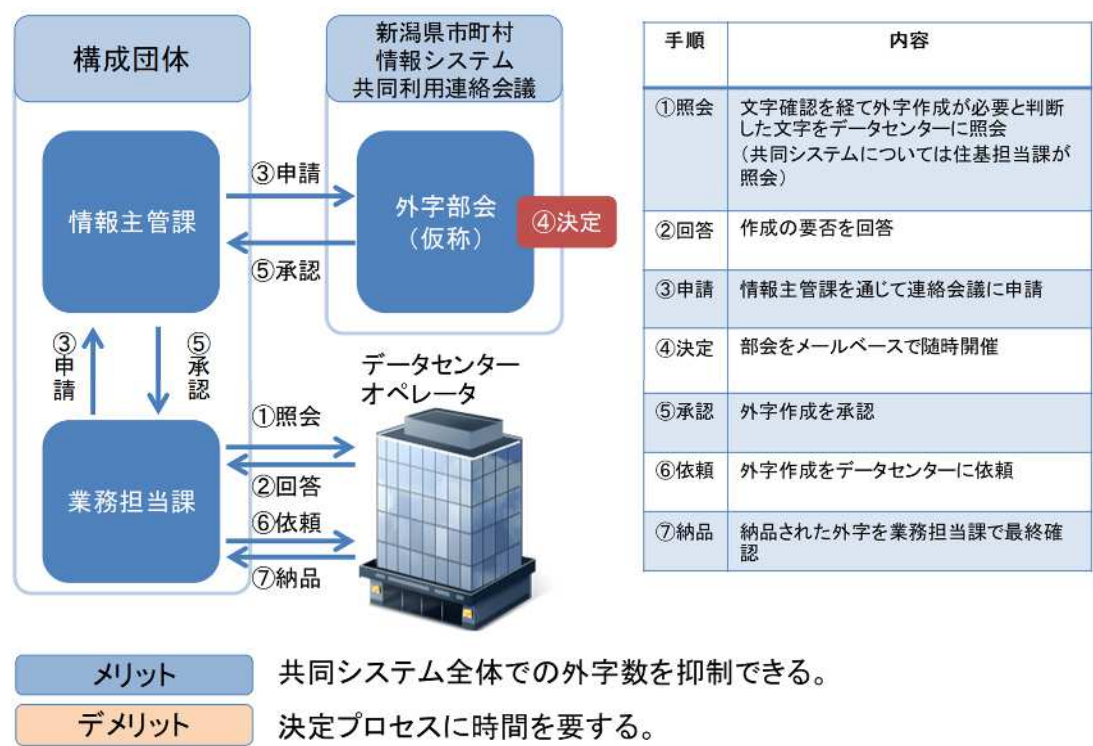 構成団体
新潟県市町村
情報システム
共同利用連絡会議
情報主管課
③申請
⑤承認
外字部会
（仮称）
④決定
③申請
⑤承認
業務担当課
データセンター
オペレータ
①照会
②回答
⑥依頼
⑦納品
手順 内容
①照会 文字確認を経て外字作成が必要と判断
した文字をデータセンターに照会
（共同システムについては住基担当課が
照会）
②回答 作成の要否を回答
③申請 情報主管課を通じて連絡会議に申請
④決定 部会をメールベースで随時開催
⑤承認 外字作成を承認
⑥依頼 外字作成をデータセンターに依頼
⑦納品 納品された外字を業務担当課で最終確
認
メリット 共同システム全体での外字数を抑制できる。
デメリット 決定プロセスに時間を要する。